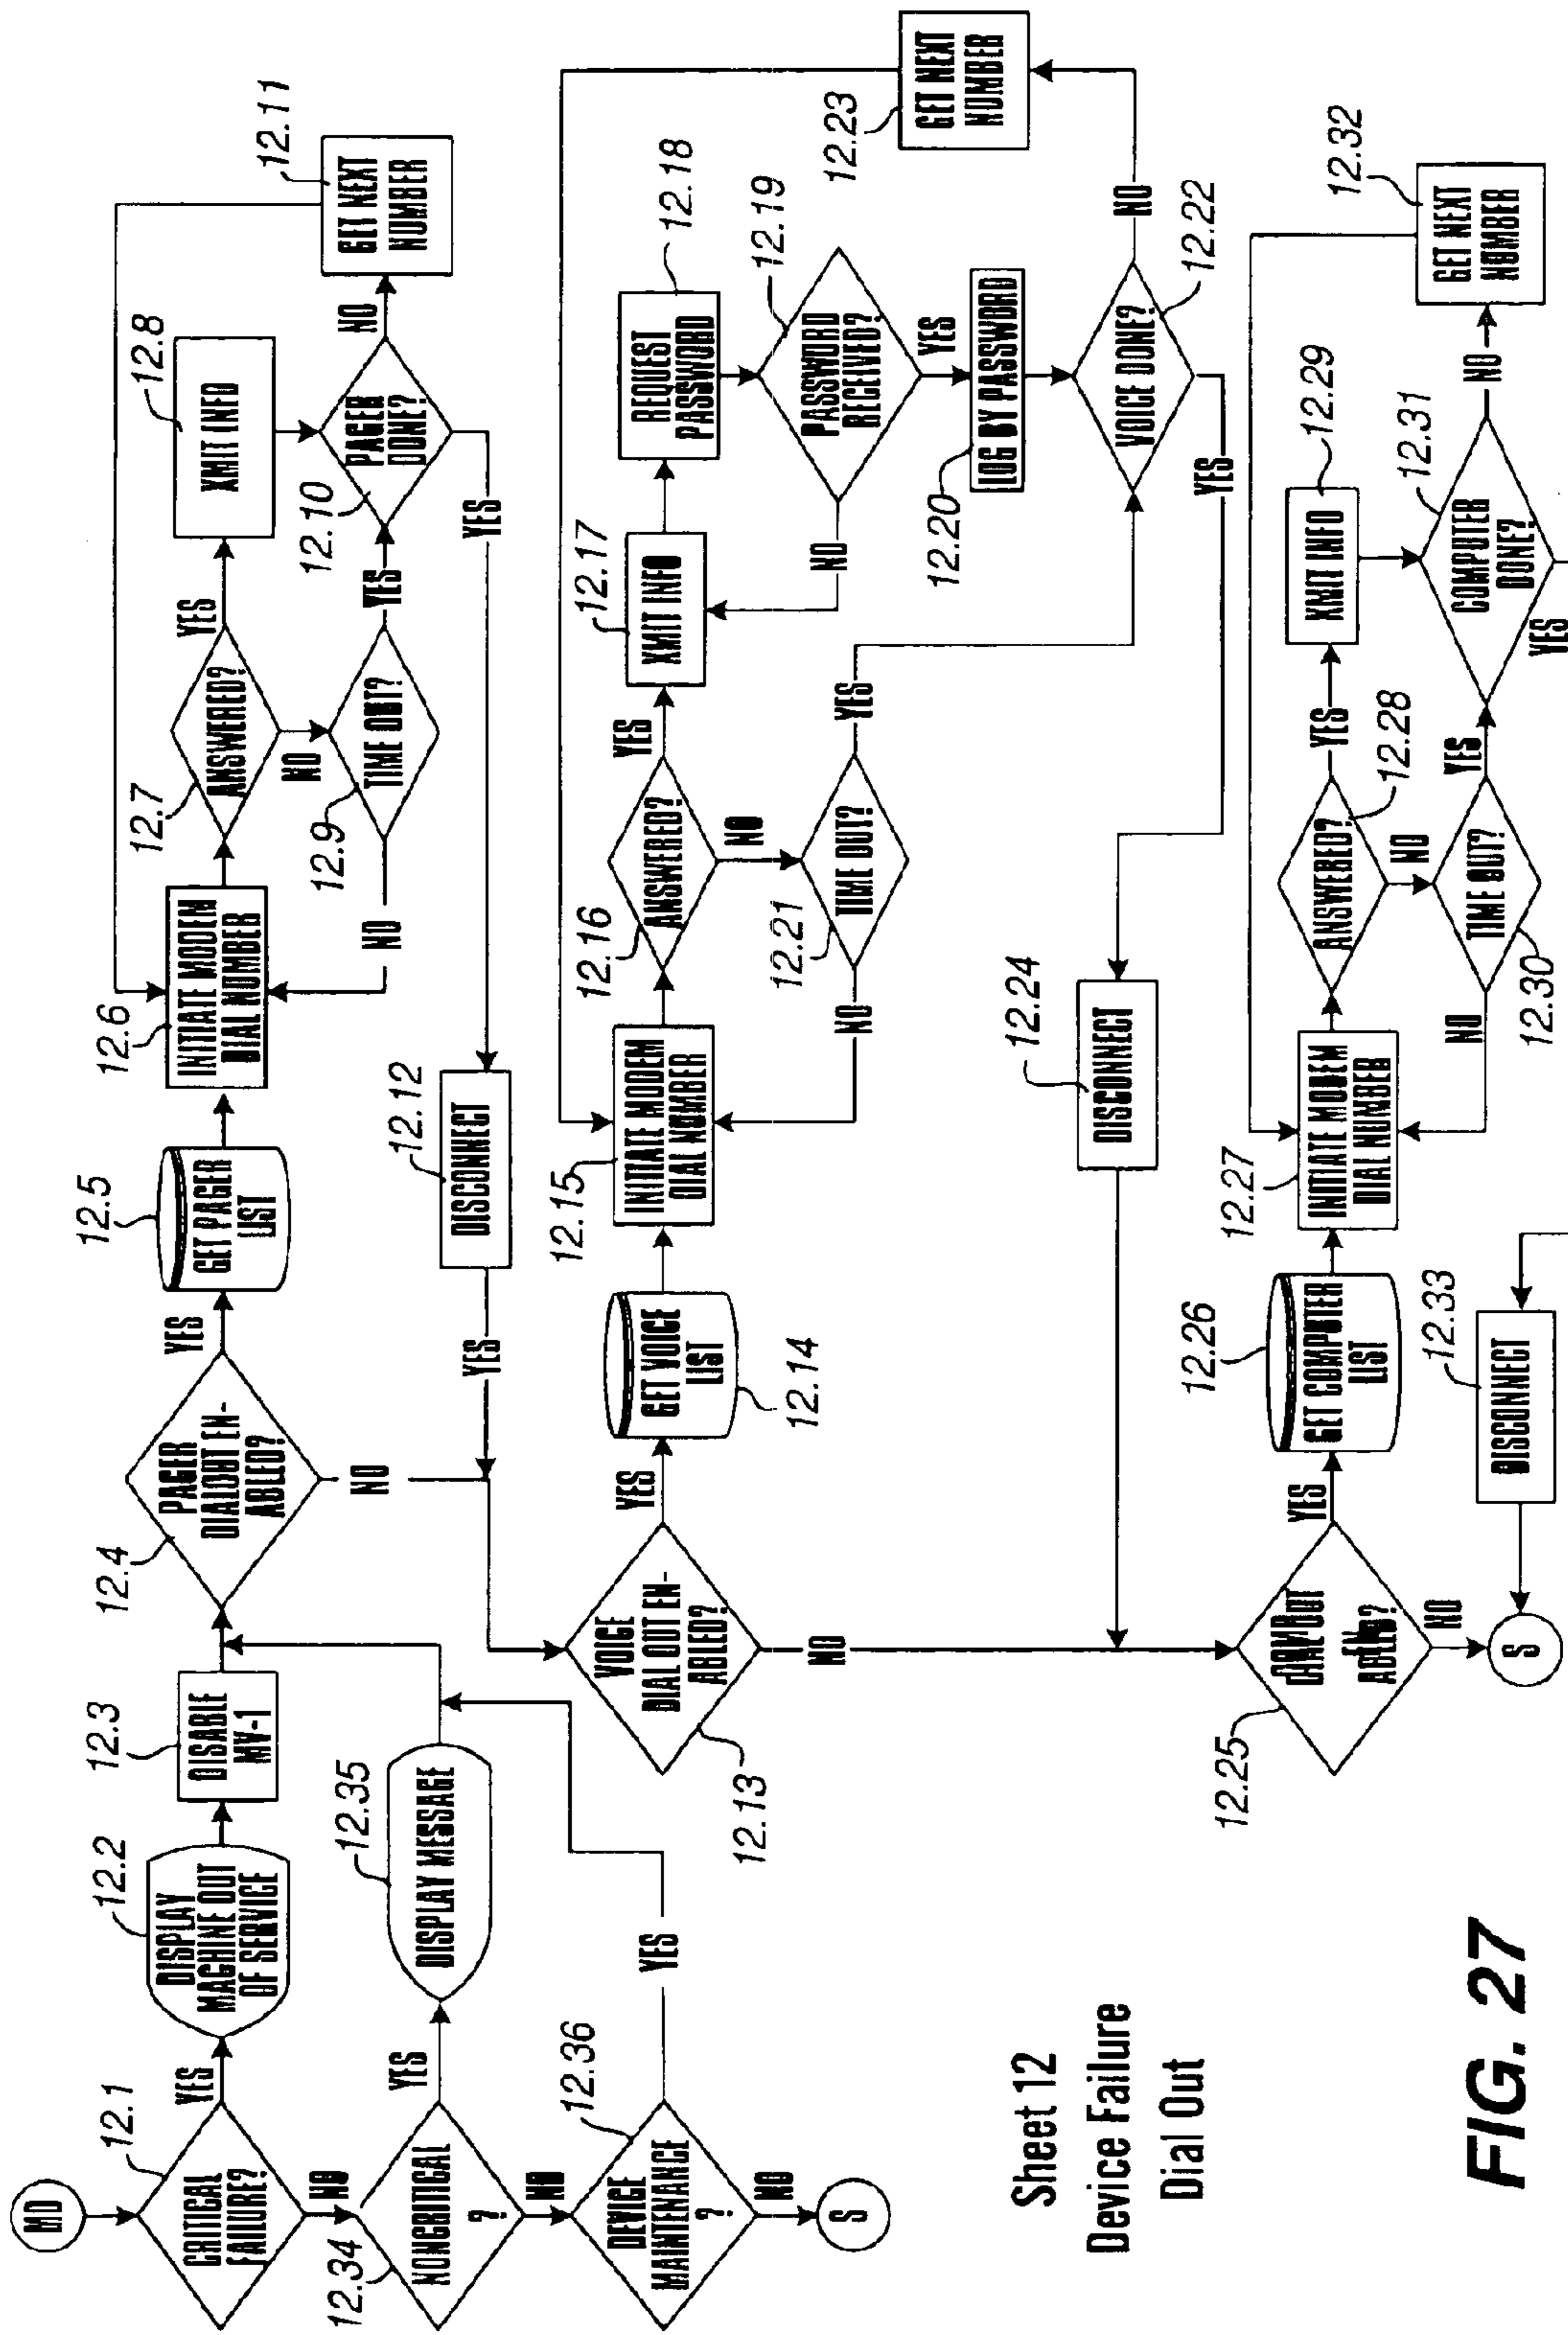 MD
12.1
CRITICAL
FAILURE?
YES
NO
12.2
DISPLAY
MACHINE OUT
OF SERVICE
12.3
DISABLE
MV-1
12.4
PAGER
DIALOUT EN-
ABLED?
YES
NO
12.5
GET PAGER
LIST
12.6
INITIATE MODEM
DIAL NUMBER
12.7
ANSWERED?
YES
NO
12.8
XMIT INFO
12.9
TIME OUT?
YES
NO
12.10
PAGER
DONE?
NO
YES
12.11
GET NEXT
NUMBER
12.12
DISCONNECT
YES
12.34
NONCRITICAL
?
YES
NO
12.35
DISPLAY MESSAGE
12.36
DEVICE
MAINTENANCE
?
YES
NO
S
12.13
VOICE
DIAL OUT EN-
ABLED?
YES
NO
12.14
GET VOICE
LIST
12.15
INITIATE MODEM
DIAL NUMBER
12.16
ANSWERED?
YES
NO
12.17
XMIT INFO
12.18
REQUEST
PASSWORD
12.19
PASSWORD
RECEIVED?
NO
YES
12.20
LOG BY PASSWORD
12.21
TIME OUT?
YES
NO
12.22
VOICE DONE?
NO
YES
12.23
GET NEXT
NUMBER
12.24
DISCONNECT
12.25
EN
ABLED?
YES
NO
S
12.26
GET COMPUTER
LIST
12.27
INITIATE MODEM
DIAL NUMBER
12.28
ANSWERED?
YES
NO
12.29
XMIT INFO
12.30
TIME OUT?
YES
NO
12.31
COMPUTER
DONE?
NO
YES
12.32
GET NEXT
NUMBER
12.33
DISCONNECT
Sheet 12
Device Failure
Dial Out
FIG. 27